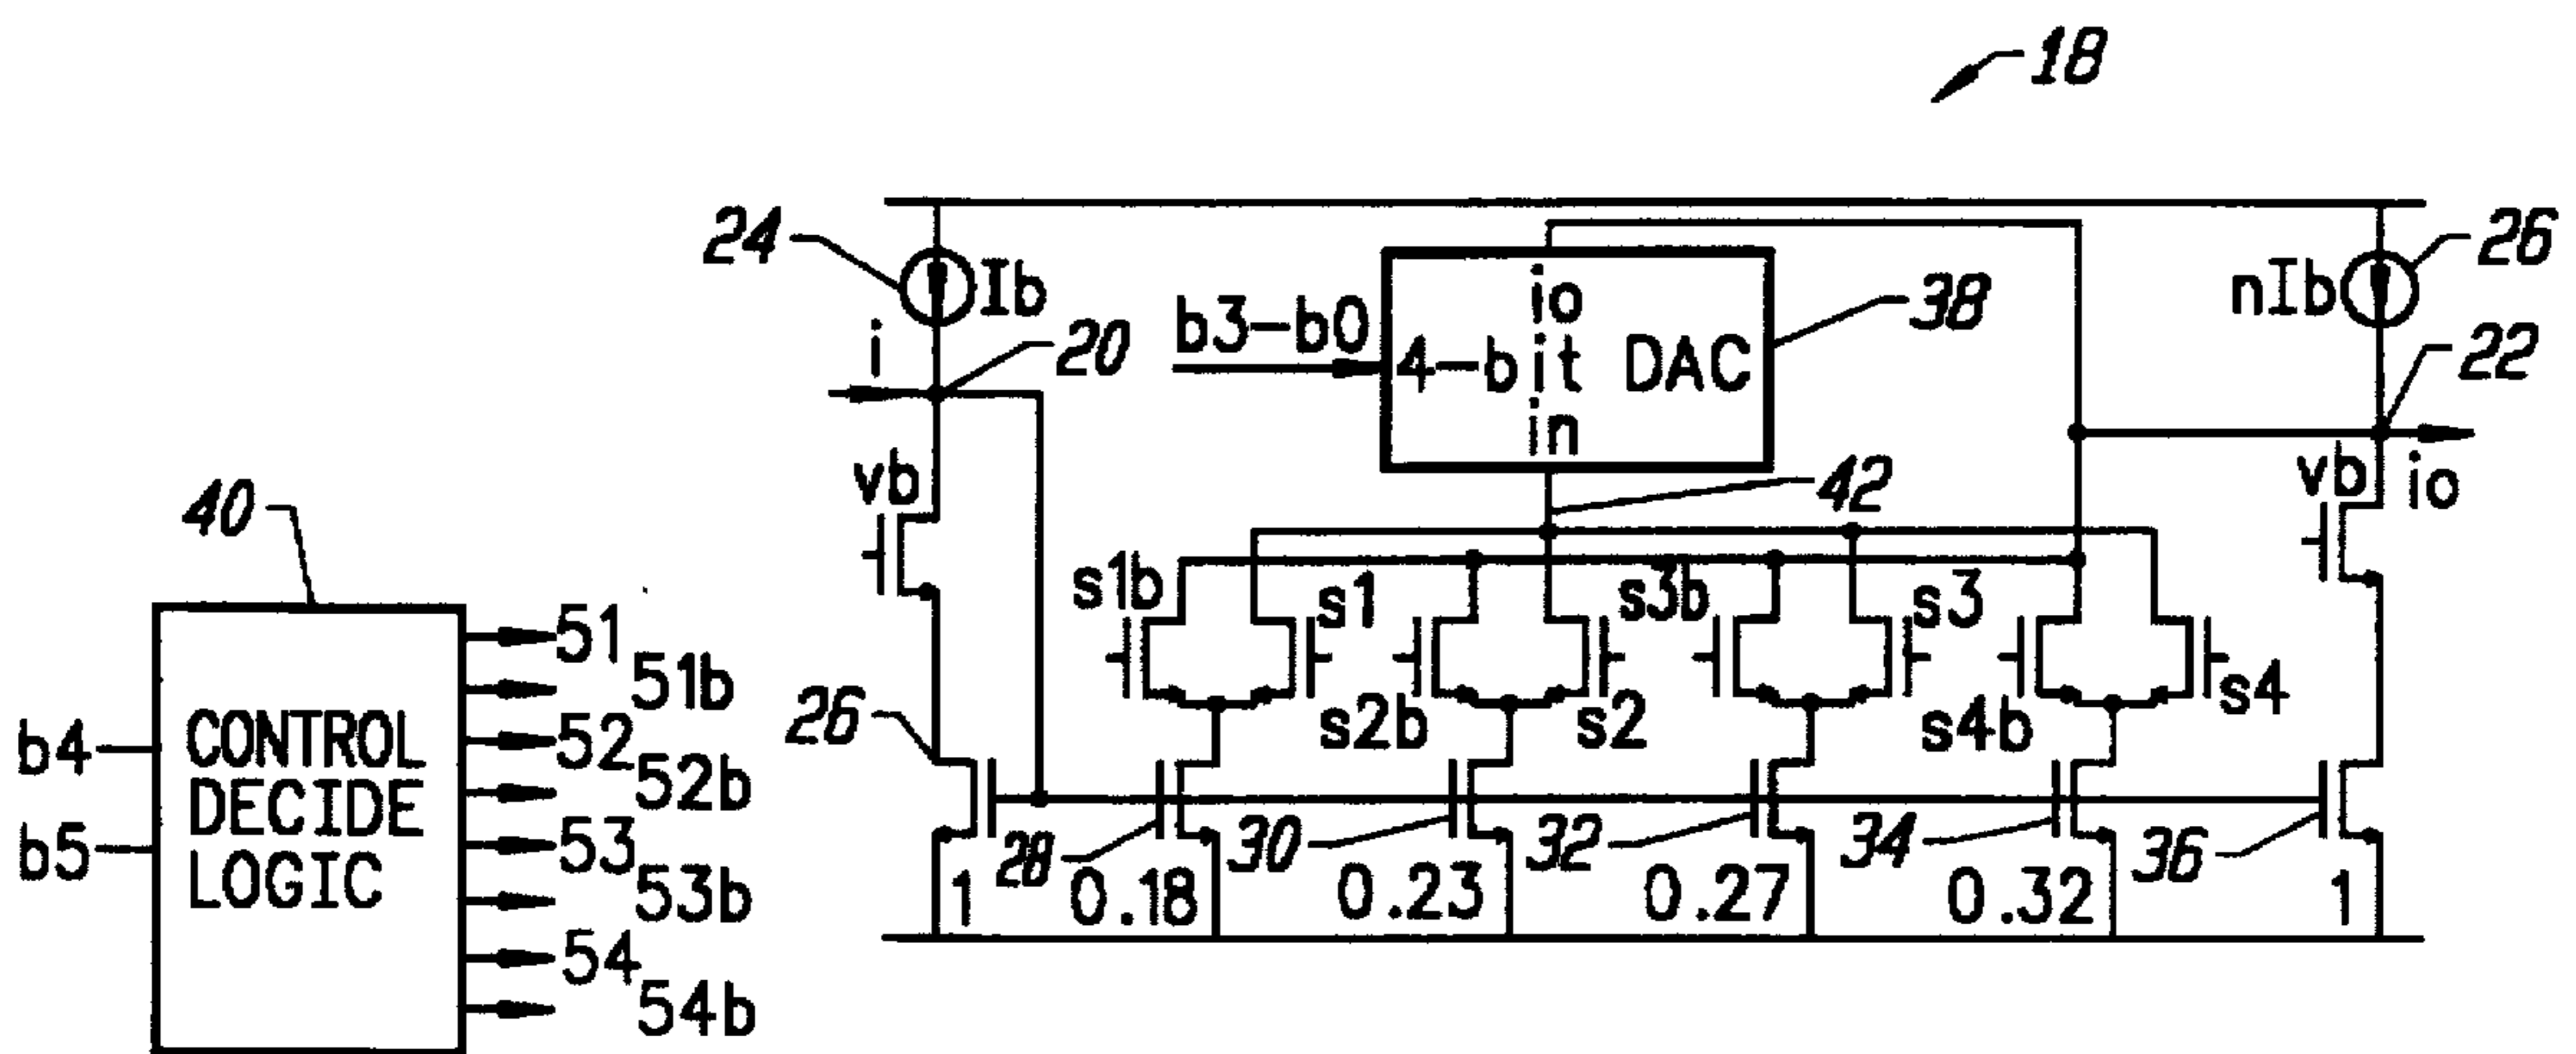 18
24
Ib
i
20
b3-b0
io
4-bit DAC
in
38
nIb
26
22
vb
io
vb
42
40
CONTROL
DECIDE
LOGIC
b4
b5
51
51b
52
52b
53
53b
54
54b
s1b
s1
s2b
s2
s3b
s3
s4b
s4
26
1
28
0.18
30
0.23
32
0.27
34
0.32
36
1